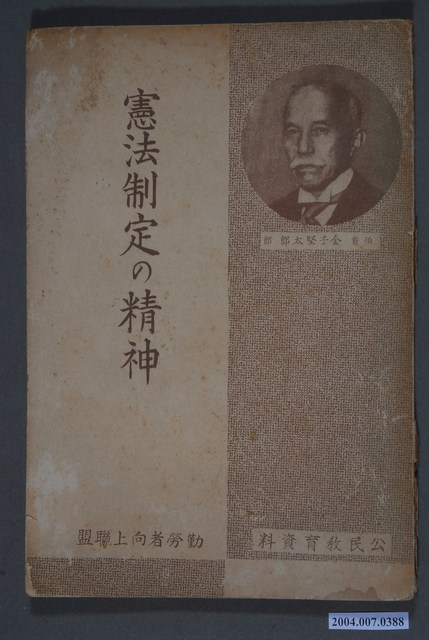 憲法制定の精神
伯爵 金子堅太郎
公民教育資料
勤勞者向上聯盟
2004.007.0388